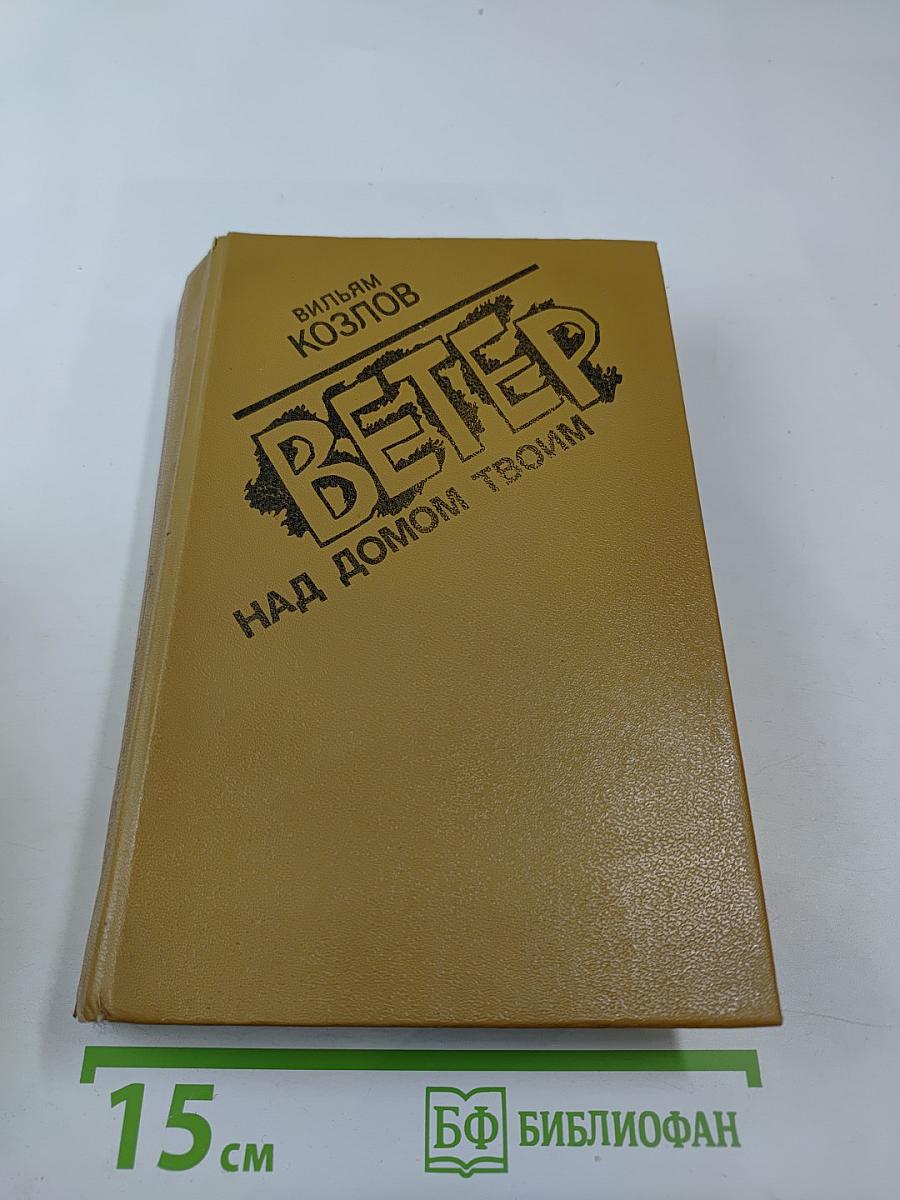 ВИЛЬЯМ
КОЗЛОВ
ВЕТЕР
НАД ДОМОМ ТВОИМ
15 см
БФ БИБЛИОФАН